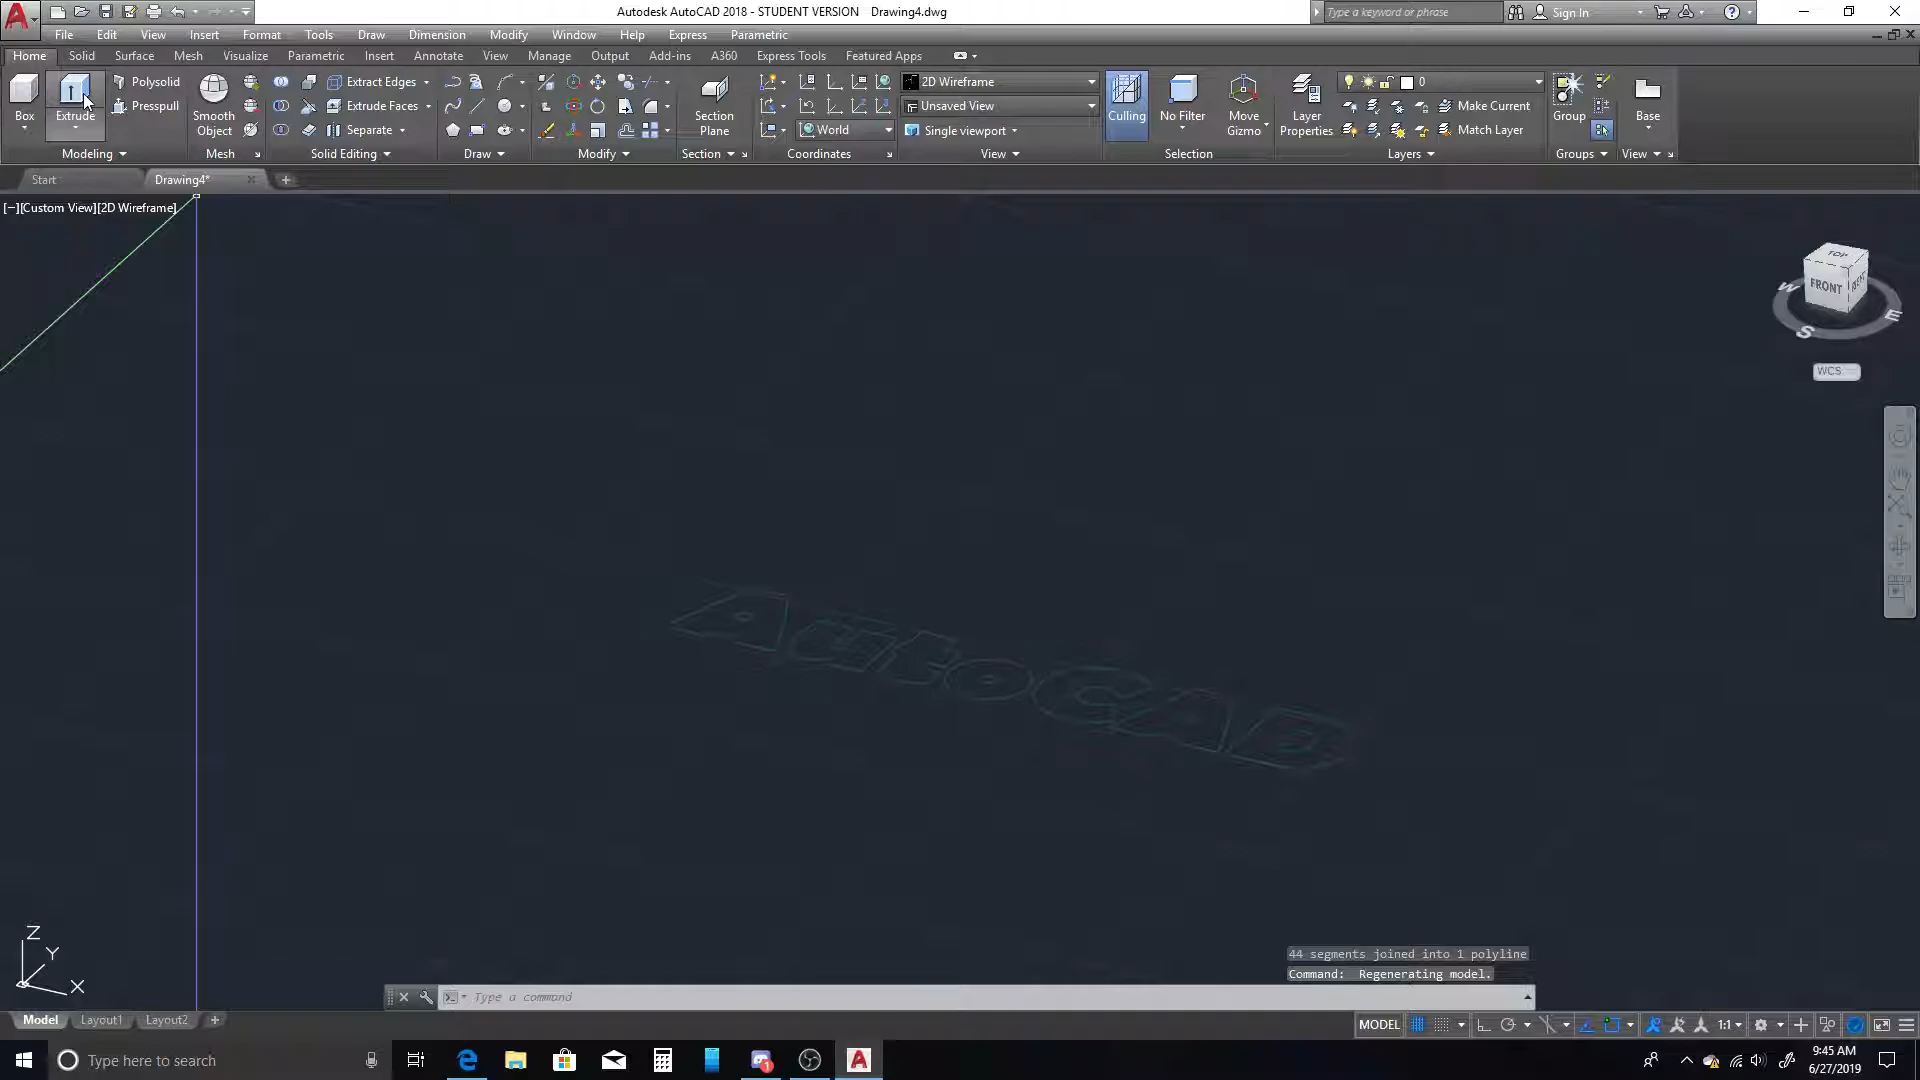 Autodesk AutoCAD 2018 - STUDENT VERSION Drawing4.dwg
Type a keyword or phrase
Sign In
File Edit View Insert Format Tools Draw Dimension Modify Window Help Express Parametric
Home Solid Surface Mesh Visualize Parametric Insert Annotate View Manage Output Add-ins A360 Express Tools Featured Apps
Box
Extrude
Polysolid
Presspull
Smooth Object
Extract Edges
Extrude Faces
Separate
Section Plane
World
2D Wireframe
Unsaved View
Single viewport
Culling
No Filter
Move Gizmo
Layer Properties
0
Make Current
Match Layer
Group
Base
Modeling
Mesh
Solid Editing
Draw
Modify
Section
Coordinates
View
Selection
Layers
Groups
View
Start
Drawing4*
[−][Custom View][2D Wireframe]
TOP
FRONT
W
S
E
WCS
AutoCAD
Z
Y
X
44 segments joined into 1 polyline
Command: Regenerating model.
Type a command
Model Layout1 Layout2
MODEL
1:1
Type here to search
1
9:45 AM
6/27/2019